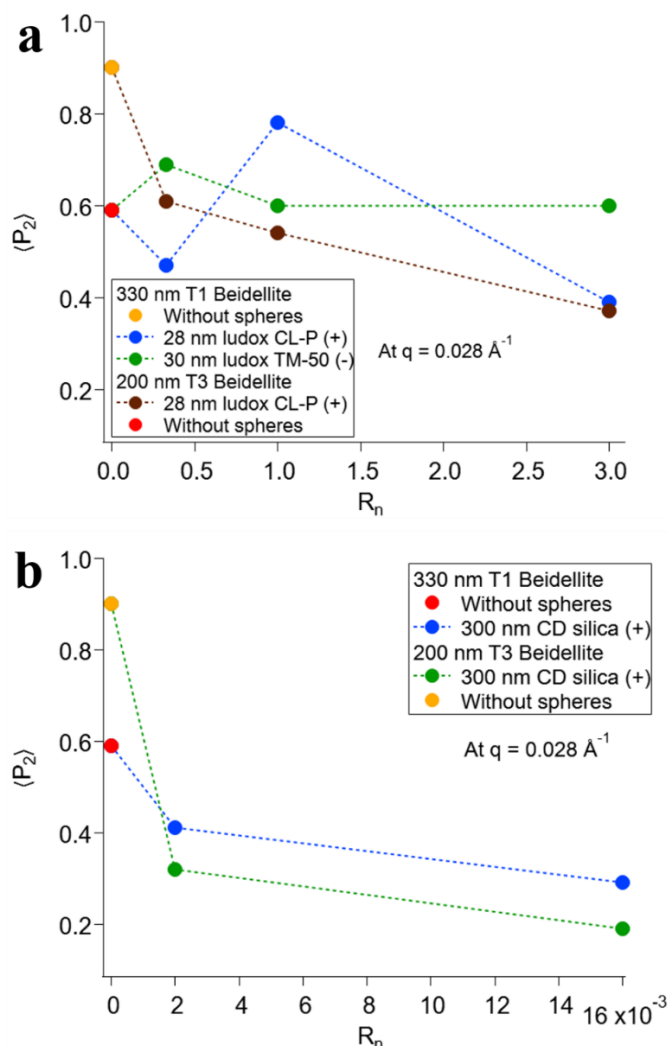 a
1.0
0.8
0.6
0.4
0.2
⟨P₂⟩
330 nm T1 Beidellite
Without spheres
28 nm ludox CL-P (+)
30 nm ludox TM-50 (-)
200 nm T3 Beidellite
28 nm ludox CL-P (+)
Without spheres
At q = 0.028 Å⁻¹
0.0 0.5 1.0 1.5 2.0 2.5 3.0
Rₙ
b
1.0
0.8
0.6
0.4
0.2
⟨P₂⟩
330 nm T1 Beidellite
Without spheres
300 nm CD silica (+)
200 nm T3 Beidellite
300 nm CD silica (+)
Without spheres
At q = 0.028 Å⁻¹
0 2 4 6 8 10 12 14 16 x10⁻³
Rₙ